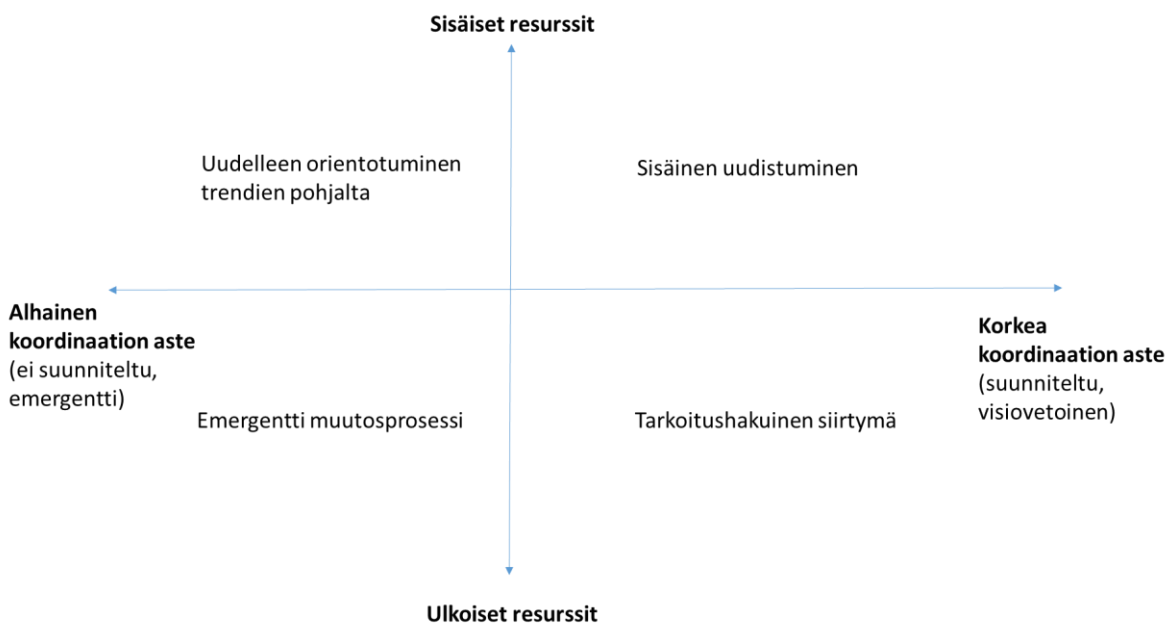 Sisäiset resurssit
Uudelleen orientotuminen
trendien pohjalta
Sisäinen uudistuminen
Alhainen
koordinaation aste
(ei suunniteltu,
emergentti)
Korkea
koordinaation aste
(suunniteltu,
visiovetoinen)
Emergentti muutosprosessi
Tarkoitushakuinen siirtymä
Ulkoiset resurssit